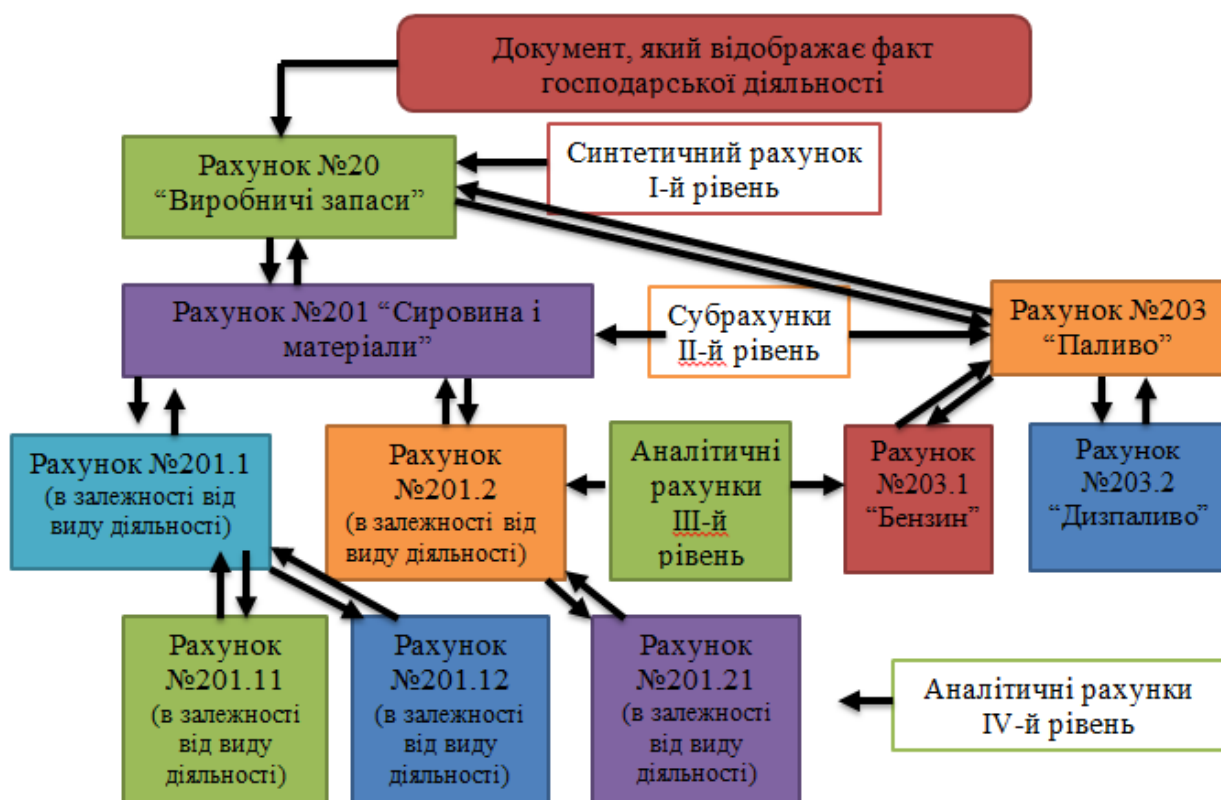 Документ, який відображає факт
господарської діяльності
Рахунок №20
“Виробничі запаси”
Синтетичний рахунок
І-й рівень
Рахунок №201 “Сировина і
матеріали”
Субрахунки
ІІ-й рівень
Рахунок №203
“Паливо”
Рахунок №201.1
(в залежності від
виду діяльності)
Рахунок
№201.2
(в залежності від
виду діяльності)
Аналітичні
рахунки
ІІІ-й
рівень
Рахунок
№203.1
“Бензин”
Рахунок
№203.2
“Дизпаливо”
Рахунок
№201.11
(в залежності
від виду
діяльності)
Рахунок
№201.12
(в залежності
від виду
діяльності)
Рахунок
№201.21
(в залежності
від виду
діяльності)
Аналітичні рахунки
IV-й рівень